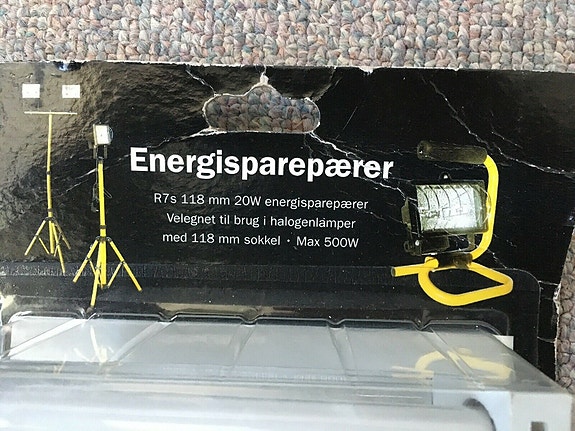 Energisparepærer
R7s 118 mm 20W energisparepærer
Velegnet til brug i halogenlamper
med 118 mm sokkel • Max 500W